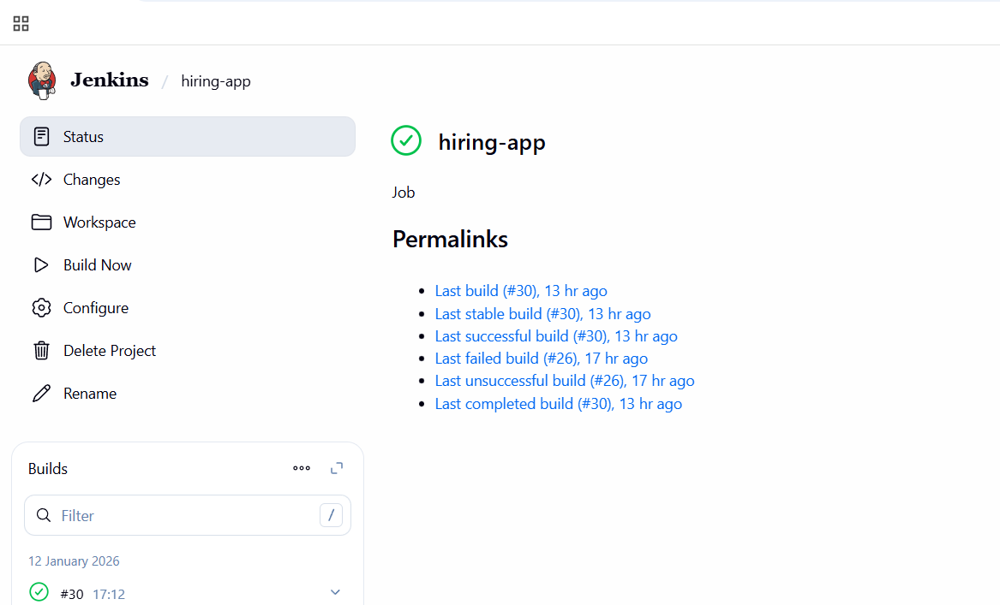 Jenkins / hiring-app
Status
Changes
Workspace
Build Now
Configure
Delete Project
Rename
Builds
Filter /
12 January 2026
#30 17:12
hiring-app
Job
Permalinks
Last build (#30), 13 hr ago
Last stable build (#30), 13 hr ago
Last successful build (#30), 13 hr ago
Last failed build (#26), 17 hr ago
Last unsuccessful build (#26), 17 hr ago
Last completed build (#30), 13 hr ago